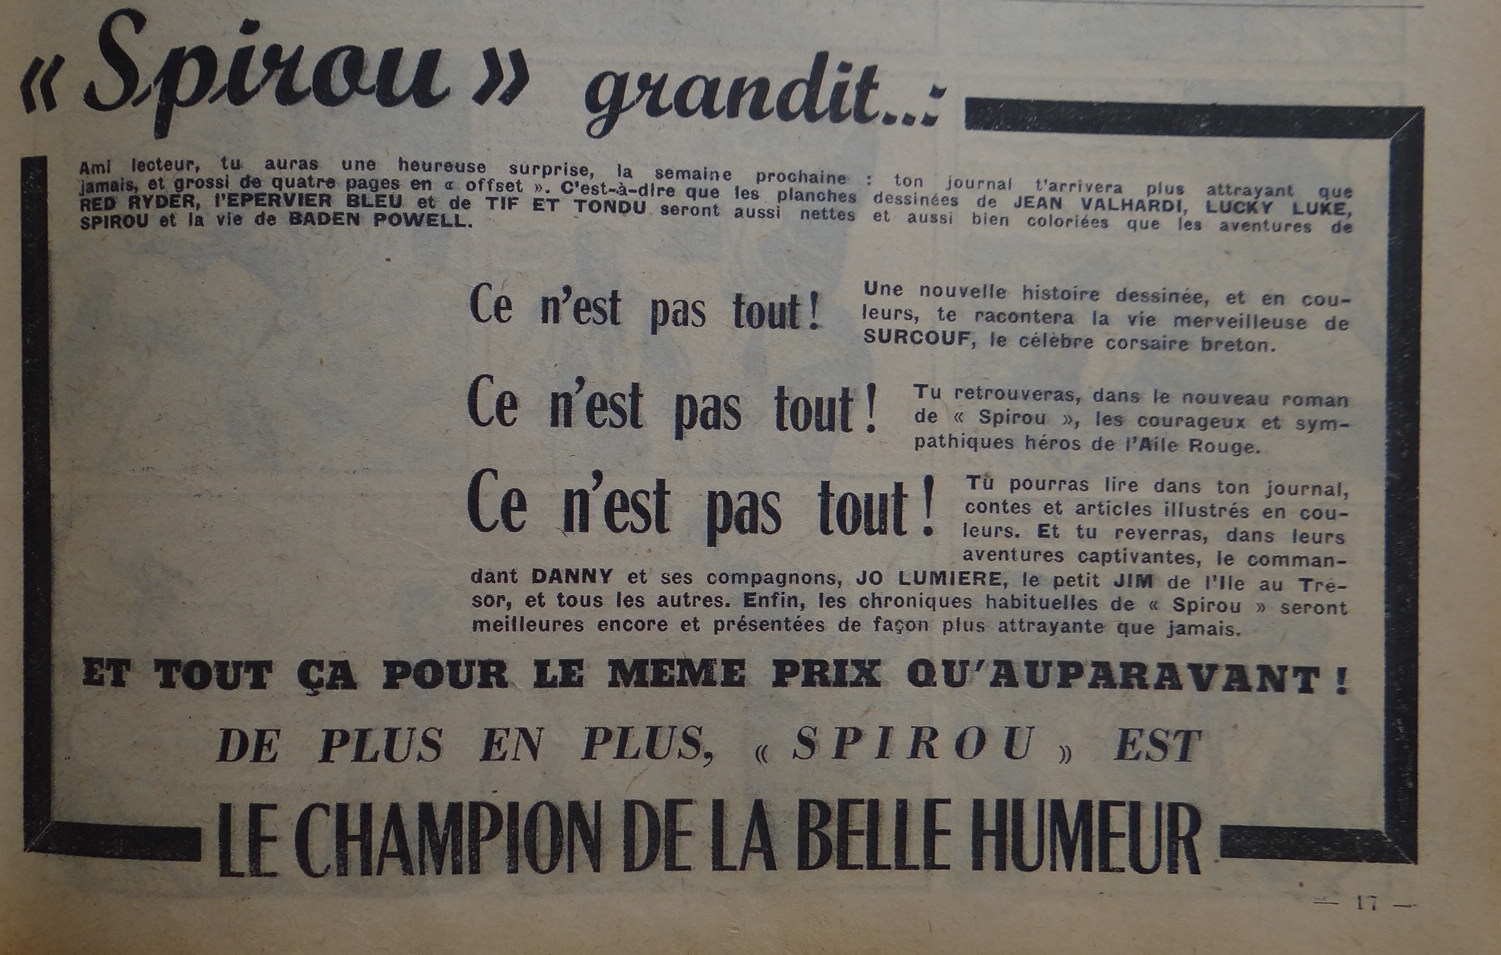 « Spirou » grandit...:
Ami lecteur, tu auras une heureuse surprise, la semaine prochaine : ton journal t'arrivera plus attrayant que
jamais, et grossi de quatre pages en « offset ». C'est-à-dire que les planches dessinées de JEAN VALHARDI, LUCKY LUKE,
RED RYDER, l'EPERVIER BLEU et de TIF ET TONDU seront aussi nettes et aussi bien coloriées que les aventures de
SPIROU et la vie de BADEN POWELL.
Ce n'est pas tout!
Une nouvelle histoire dessinée, et en cou-
leurs, te racontera la vie merveilleuse de
SURCOUF, le célèbre corsaire breton.
Ce n'est pas tout!
Tu retrouveras, dans le nouveau roman
de « Spirou », les courageux et sym-
pathiques héros de l'Aile Rouge.
Ce n'est pas tout!
Tu pourras lire dans ton journal,
contes et articles illustrés en cou-
leurs. Et tu reverras, dans leurs
aventures captivantes, le comman-
dant DANNY et ses compagnons, JO LUMIERE, le petit JIM de l'Ile au Tré-
sor, et tous les autres. Enfin, les chroniques habituelles de « Spirou » seront
meilleures encore et présentées de façon plus attrayante que jamais.
ET TOUT ÇA POUR LE MEME PRIX QU'AUPARAVANT !
DE PLUS EN PLUS, « SPIROU » EST
LE CHAMPION DE LA BELLE HUMEUR
— 17 —